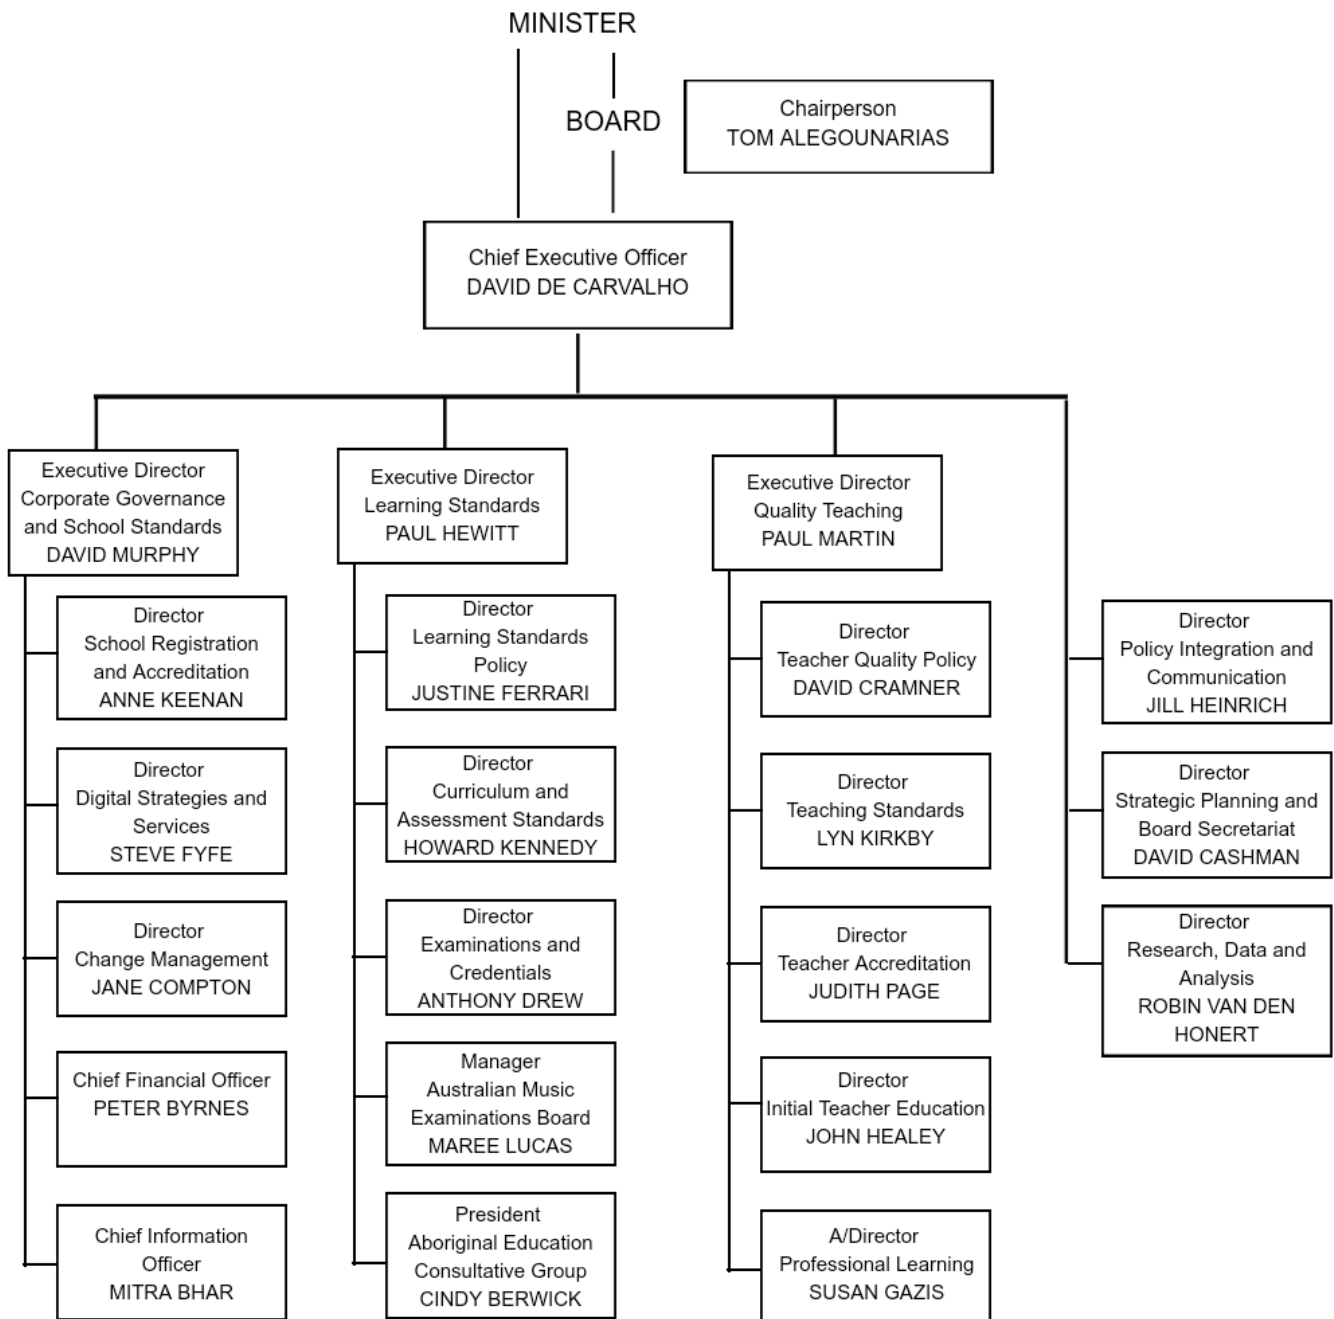 MINISTER
BOARD
Chairperson
TOM ALEGOUNARIAS
Chief Executive Officer
DAVID DE CARVALHO
Executive Director
Corporate Governance
and School Standards
DAVID MURPHY
Director
School Registration
and Accreditation
ANNE KEENAN
Director
Digital Strategies and
Services
STEVE FYFE
Director
Change Management
JANE COMPTON
Chief Financial Officer
PETER BYRNES
Chief Information
Officer
MITRA BHAR
Executive Director
Learning Standards
PAUL HEWITT
Director
Learning Standards
Policy
JUSTINE FERRARI
Director
Curriculum and
Assessment Standards
HOWARD KENNEDY
Director
Examinations and
Credentials
ANTHONY DREW
Manager
Australian Music
Examinations Board
MAREE LUCAS
President
Aboriginal Education
Consultative Group
CINDY BERWICK
Executive Director
Quality Teaching
PAUL MARTIN
Director
Teacher Quality Policy
DAVID CRAMNER
Director
Teaching Standards
LYN KIRKBY
Director
Teacher Accreditation
JUDITH PAGE
Director
Initial Teacher Education
JOHN HEALEY
A/Director
Professional Learning
SUSAN GAZIS
Director
Policy Integration and
Communication
JILL HEINRICH
Director
Strategic Planning and
Board Secretariat
DAVID CASHMAN
Director
Research, Data and
Analysis
ROBIN VAN DEN
HONERT